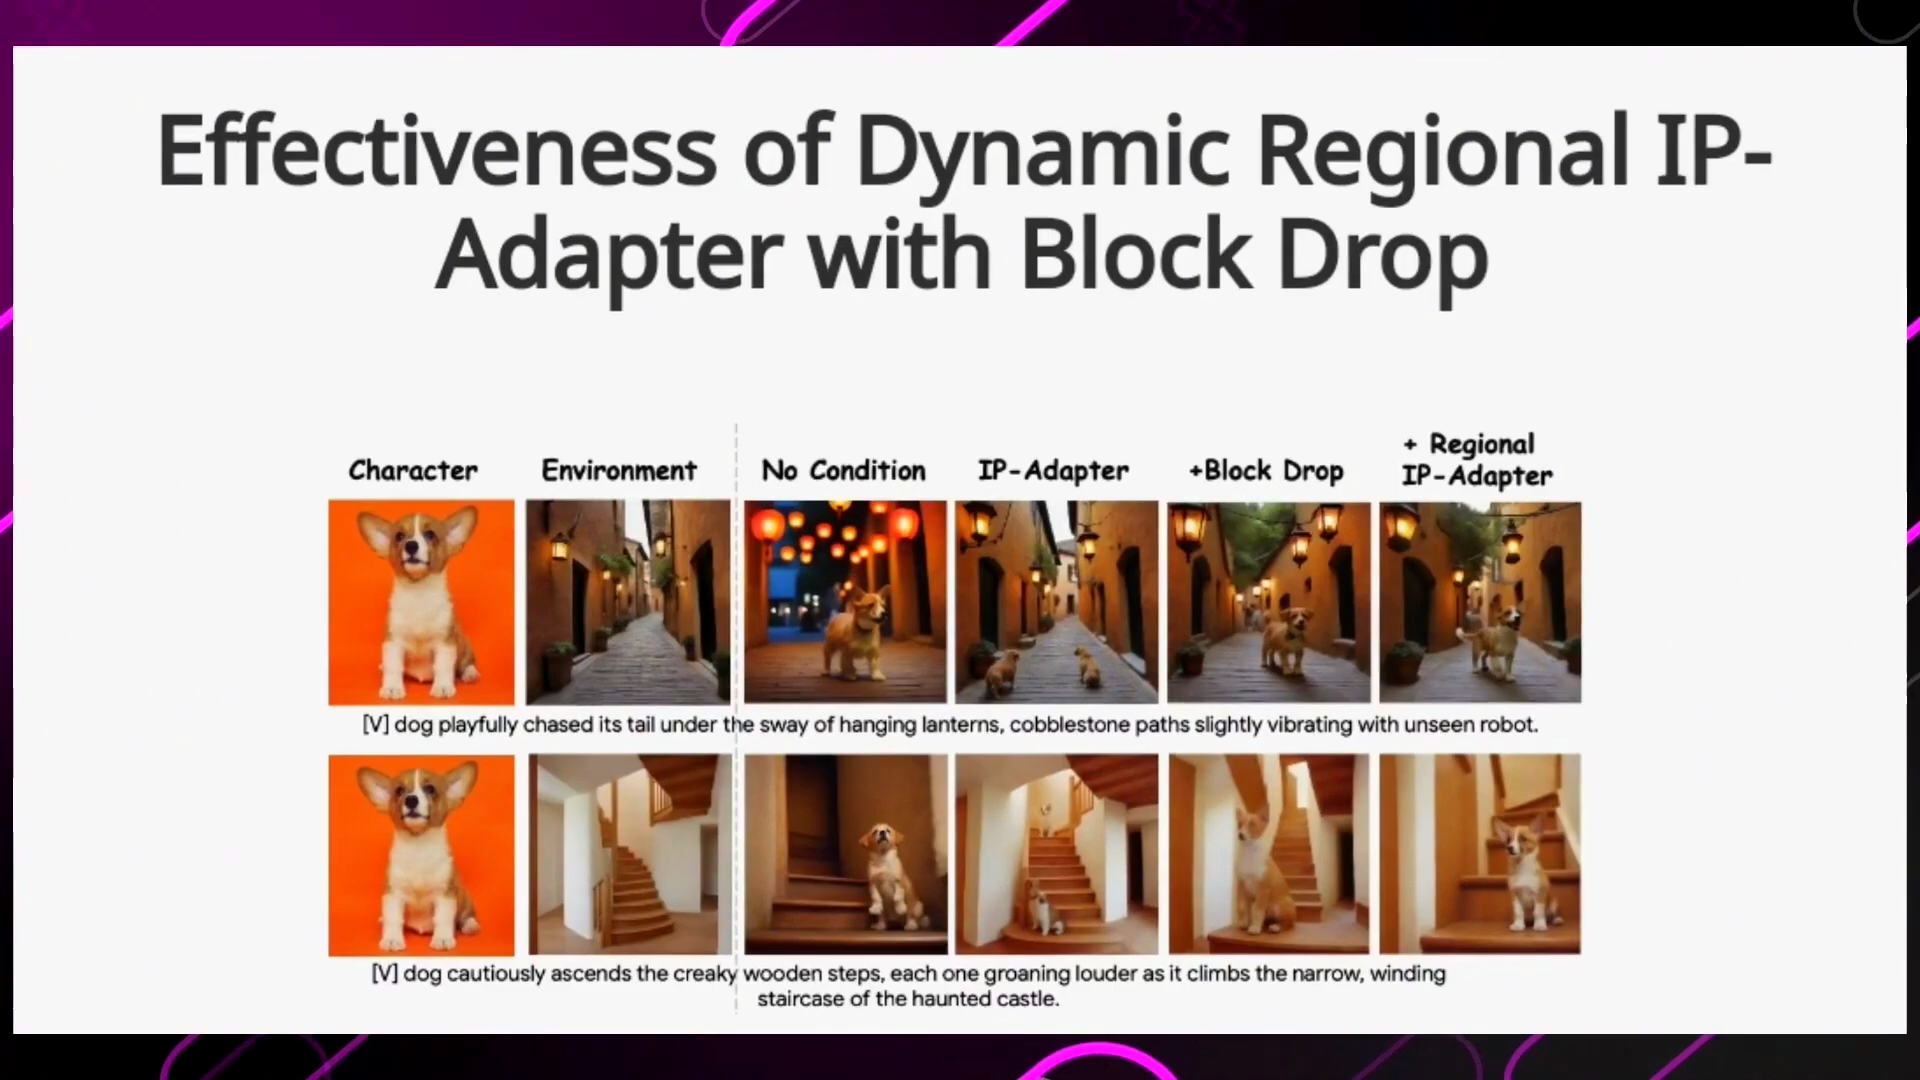 Effectiveness of Dynamic Regional IP-
Adapter with Block Drop
Character
Environment
No Condition
IP-Adapter
+Block Drop
+ Regional
IP-Adapter
[V] dog playfully chased its tail under the sway of hanging lanterns, cobblestone paths slightly vibrating with unseen robot.
[V] dog cautiously ascends the creaky wooden steps, each one groaning louder as it climbs the narrow, winding
staircase of the haunted castle.